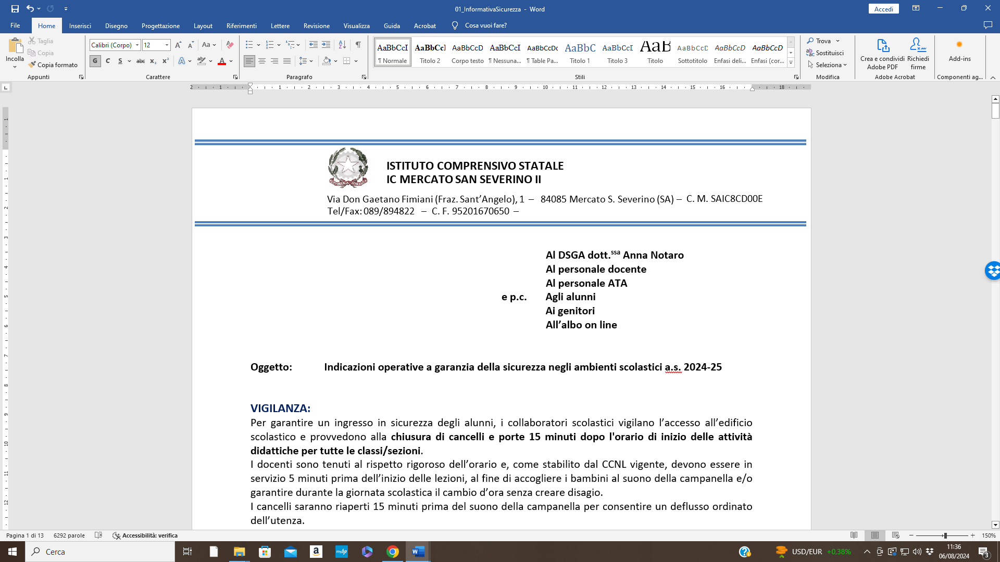 01_InformativaSicurezza - Word
Accedi
File Home Inserisci Disegno Progettazione Layout Riferimenti Lettere Revisione Visualizza Guida Acrobat Cosa vuoi fare?
Incolla
Taglia
Copia
Copia formato
Appunti
Calibri (Corpo) 12
G C S abc x₂ x²
Carattere
Paragrafo
AaBbCcI AaBbCcI AaBbCcD AaBbCcI AaBbCcDc AaBbC AaBbCcI AaB AaBbCcD AaBbCcD AaBbCcD
¶ Normale Titolo 2 Corpo testo ¶ Nessuna... ¶ Table Pa... Titolo 1 Titolo 3 Titolo Sottotitolo Enfasi deli... Enfasi (cor...
Stili
Trova
Sostituisci
Seleziona
Modifica
Crea e condividi Adobe PDF
Richiedi firme
Adobe Acrobat
Add-ins
Componenti ag...
2 1 1 2 3 4 5 6 7 8 9 10 11 12 13 14 15 16 18
ISTITUTO COMPRENSIVO STATALE
IC MERCATO SAN SEVERINO II
Via Don Gaetano Fimiani (Fraz. Sant’Angelo), 1 – 84085 Mercato S. Severino (SA) – C. M. SAIC8CD00E
Tel/Fax: 089/894822 – C. F. 95201670650 –
Al DSGA dott.ssa Anna Notaro
Al personale docente
Al personale ATA
e p.c. Agli alunni
Ai genitori
All’albo on line
Oggetto: Indicazioni operative a garanzia della sicurezza negli ambienti scolastici a.s. 2024-25
VIGILANZA:
Per garantire un ingresso in sicurezza degli alunni, i collaboratori scolastici vigilano l’accesso all’edificio
scolastico e provvedono alla chiusura di cancelli e porte 15 minuti dopo l'orario di inizio delle attività
didattiche per tutte le classi/sezioni.
I docenti sono tenuti al rispetto rigoroso dell’orario e, come stabilito dal CCNL vigente, devono essere in
servizio 5 minuti prima dell’inizio delle lezioni, al fine di accogliere i bambini al suono della campanella e/o
garantire durante la giornata scolastica il cambio d’ora senza creare disagio.
I cancelli saranno riaperti 15 minuti prima del suono della campanella per consentire un deflusso ordinato
dell’utenza.
Pagina 1 di 13 6292 parole Accessibilità: verifica 150%
Cerca
USD/EUR +0,38%
11:36
06/08/2024
3